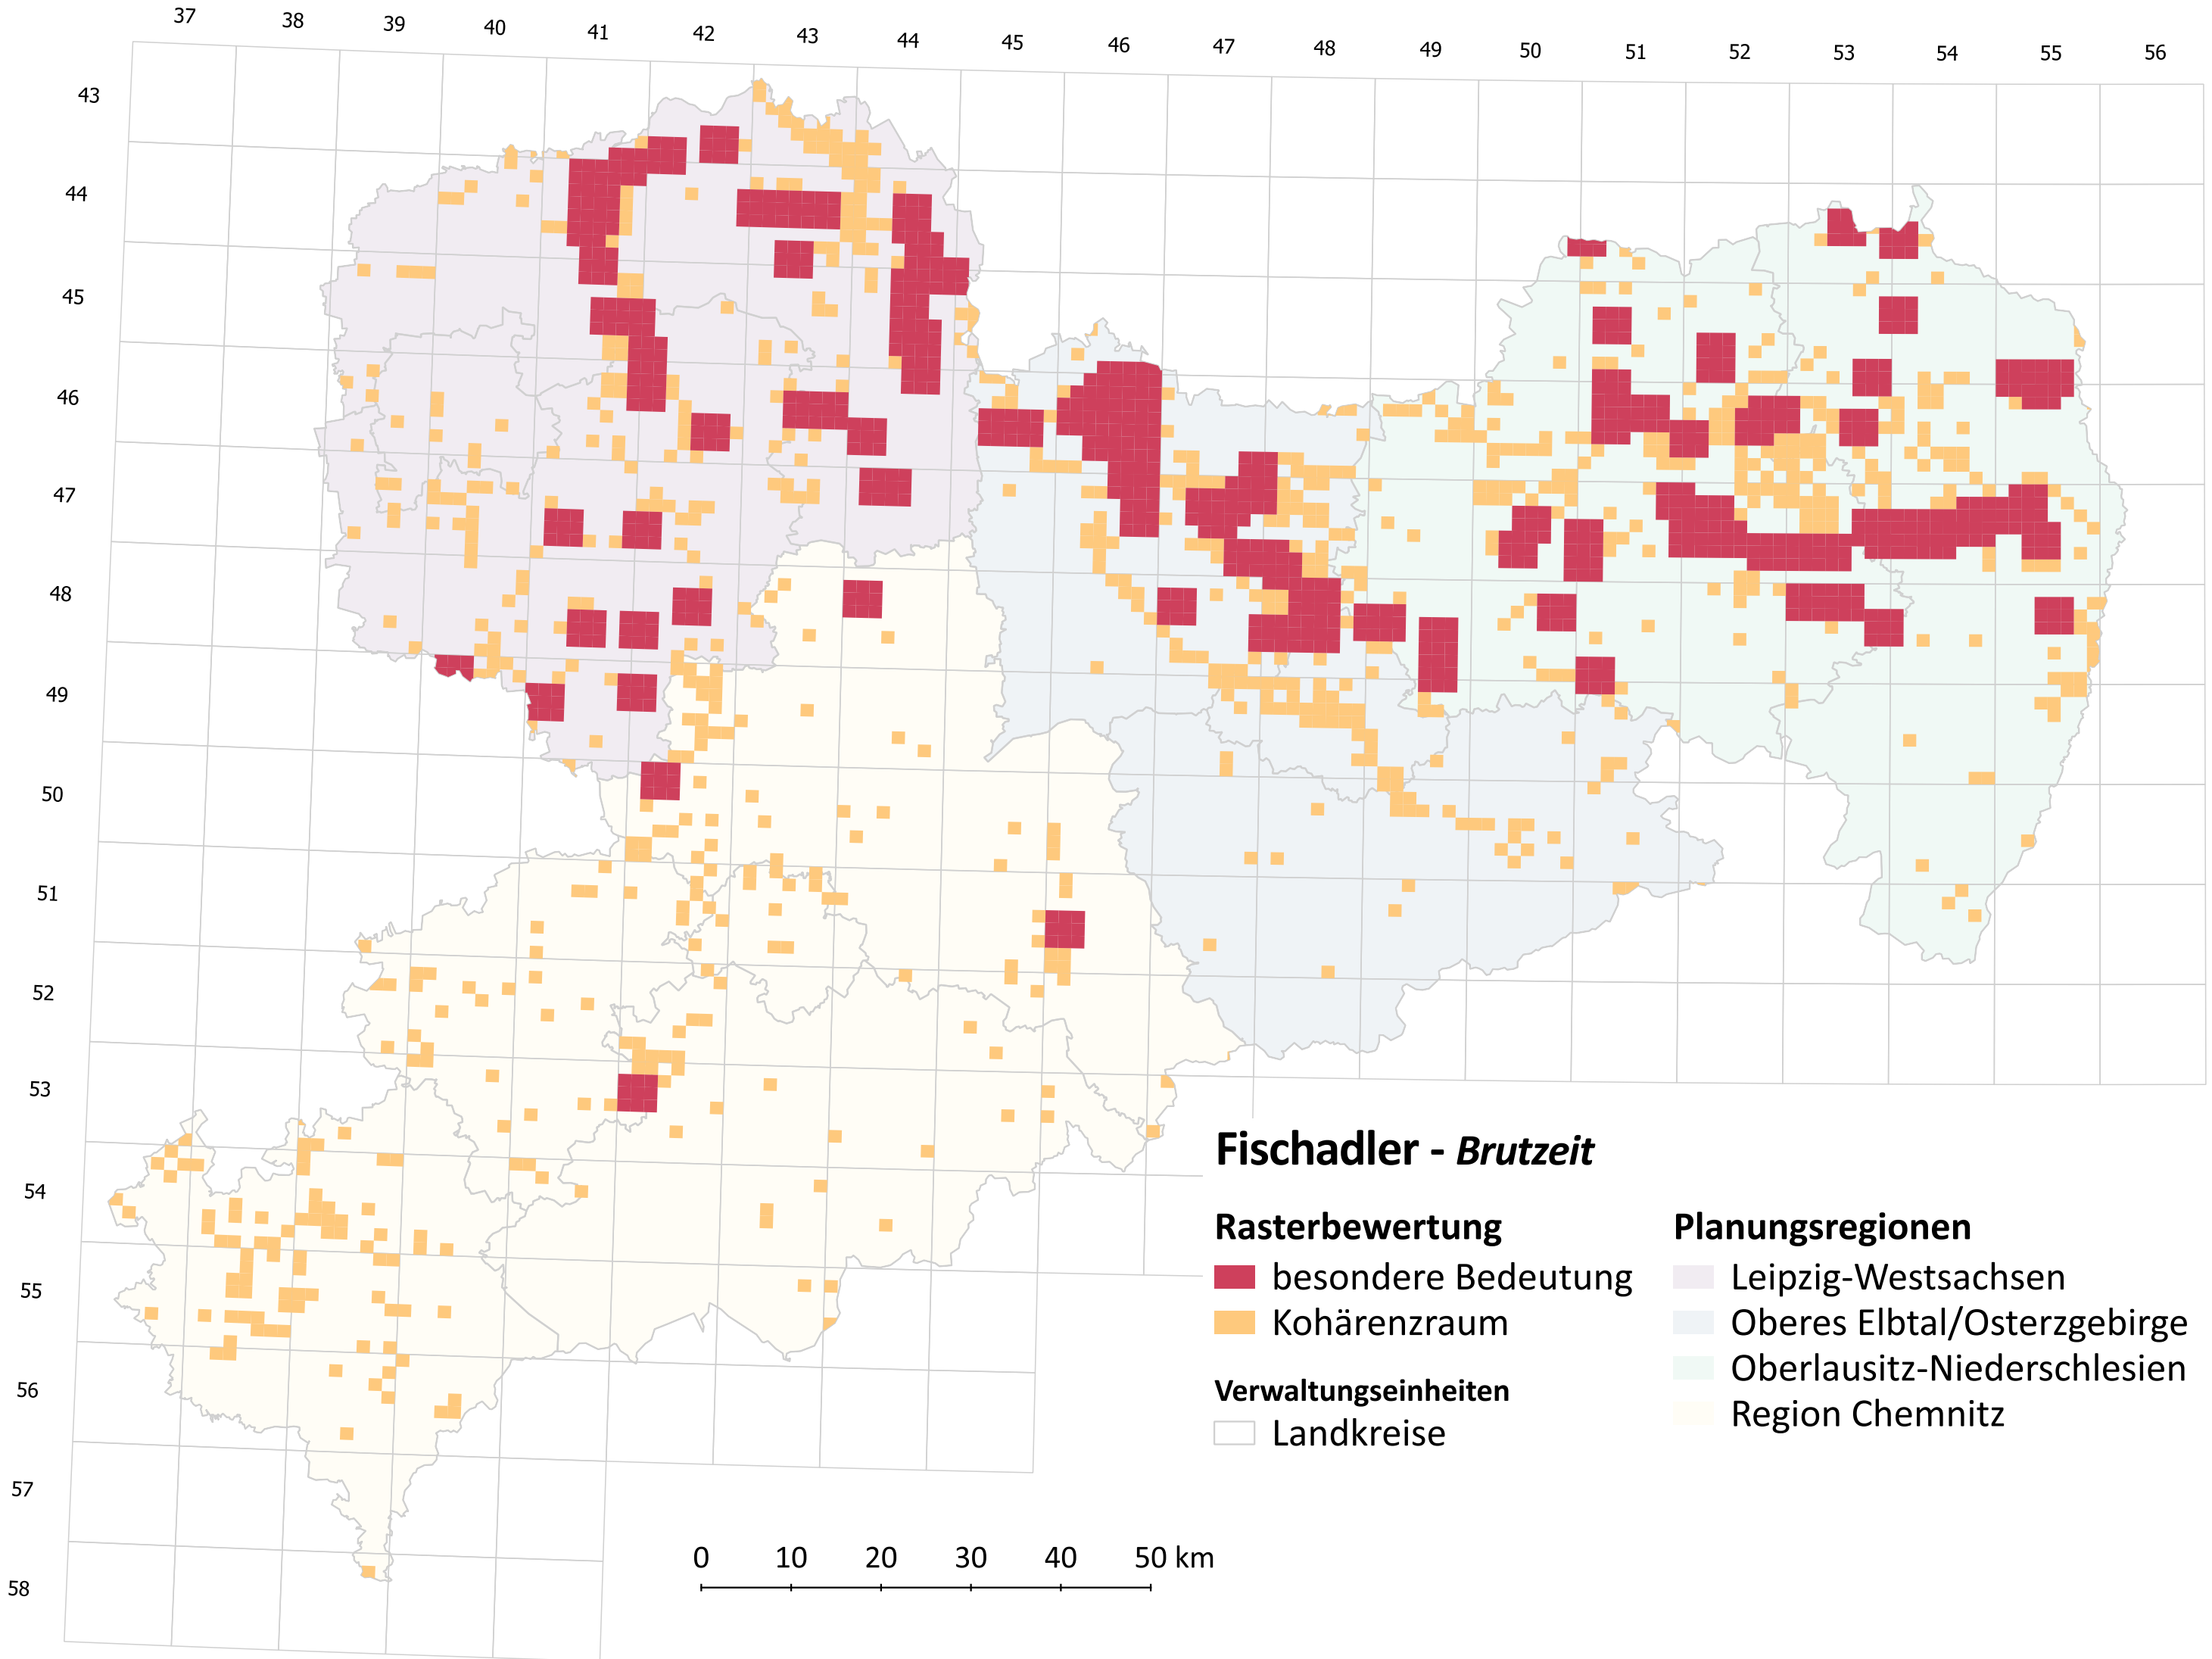 37 38 39 40 41 42 43 44 45 46 47 48 49 50 51 52 53 54 55 56
43
44
45
46
47
48
49
50
51
52
53
54
55
56
57
58
Fischadler - Brutzeit
Rasterbewertung
besondere Bedeutung
Kohärenzraum
Verwaltungseinheiten
Landkreise
Planungsregionen
Leipzig-Westsachsen
Oberes Elbtal/Osterzgebirge
Oberlausitz-Niederschlesien
Region Chemnitz
0 10 20 30 40 50 km